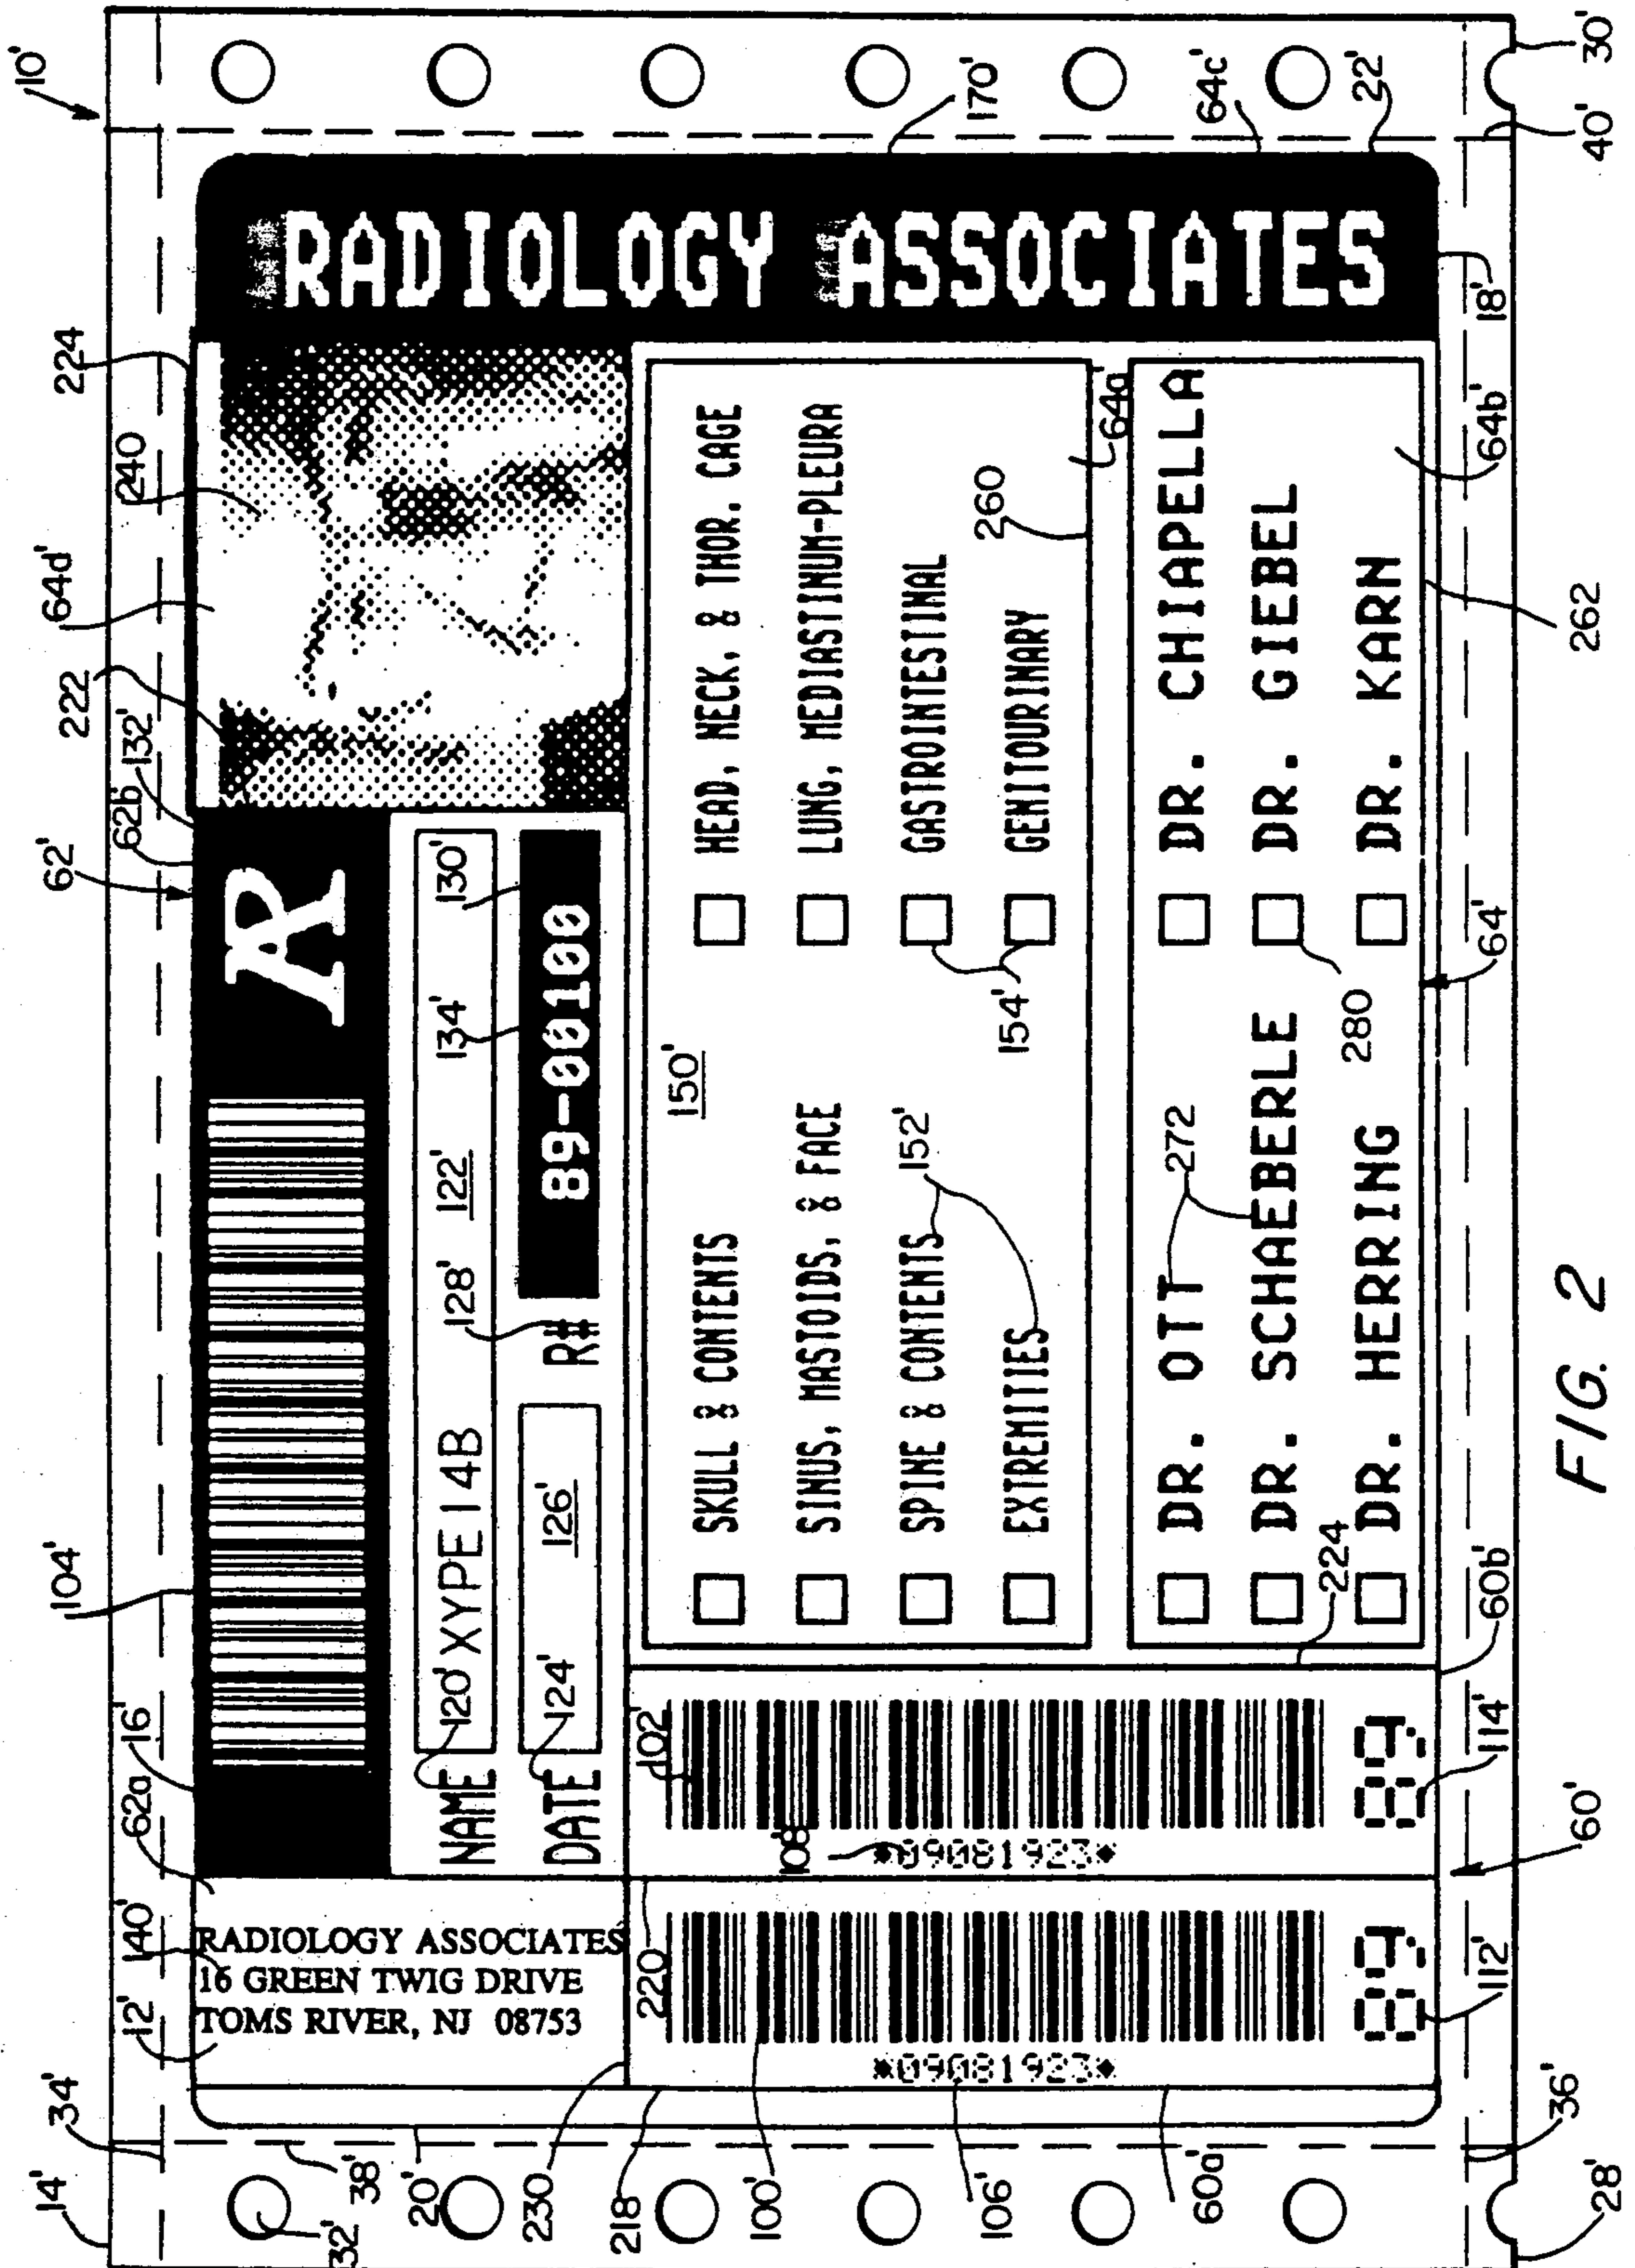 10'
14'
34'
12'
140'
62a'
16'
104'
62'
62b'
132'
222
64d'
240
224
RADIOLOGY ASSOCIATES
16 GREEN TWIG DRIVE
TOMS RIVER, NJ 08753
R
NAME
120'
XYPE14B
128'
122'
134'
130'
DATE
124'
126'
R#
89-00100
RADIOLOGY ASSOCIATES
32'
38'
20'
230
218
220
100'
106'
60a'
*09081923*
89
112'
36'
28'
102'
108'
*09081923*
89
114'
60'
60b'
224
150'
SKULL & CONTENTS
HEAD, NECK, & THOR. CAGE
SINUS, MASTOIDS, & FACE
LUNG, MEDIASTINUM-PLEURA
SPINE & CONTENTS
GASTROINTESTINAL
EXTREMITIES
GENITOURINARY
152'
154'
260
64a'
DR. OTT
DR. CHIAPELLA
DR. SCHAEBERLE
DR. GIEBEL
DR. HERRING
DR. KARN
272
280
64'
262
64b'
18'
170'
64c'
22'
40'
30'
FIG. 2